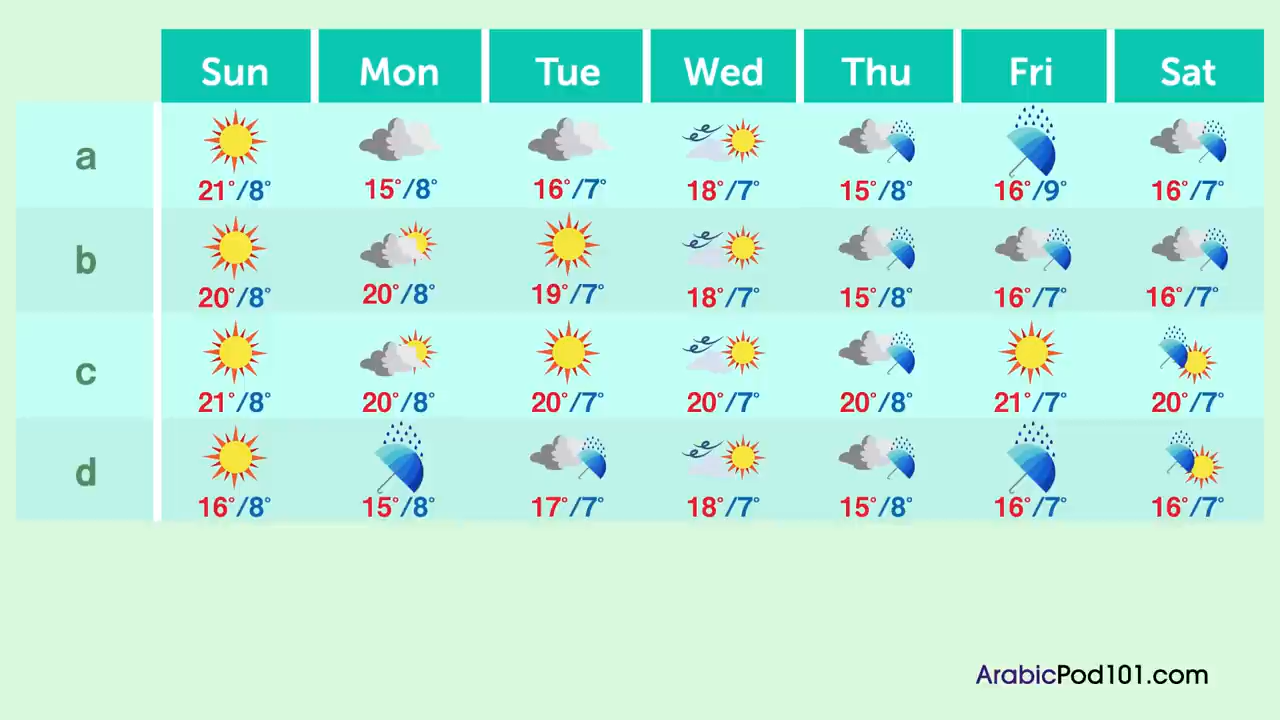 Sun Mon Tue Wed Thu Fri Sat
a
21°/8° 15°/8° 16°/7° 18°/7° 15°/8° 16°/9° 16°/7°
b
20°/8° 20°/8° 19°/7° 18°/7° 15°/8° 16°/7° 16°/7°
c
21°/8° 20°/8° 20°/7° 20°/7° 20°/8° 21°/7° 20°/7°
d
16°/8° 15°/8° 17°/7° 18°/7° 15°/8° 16°/7° 16°/7°
ArabicPod101.com